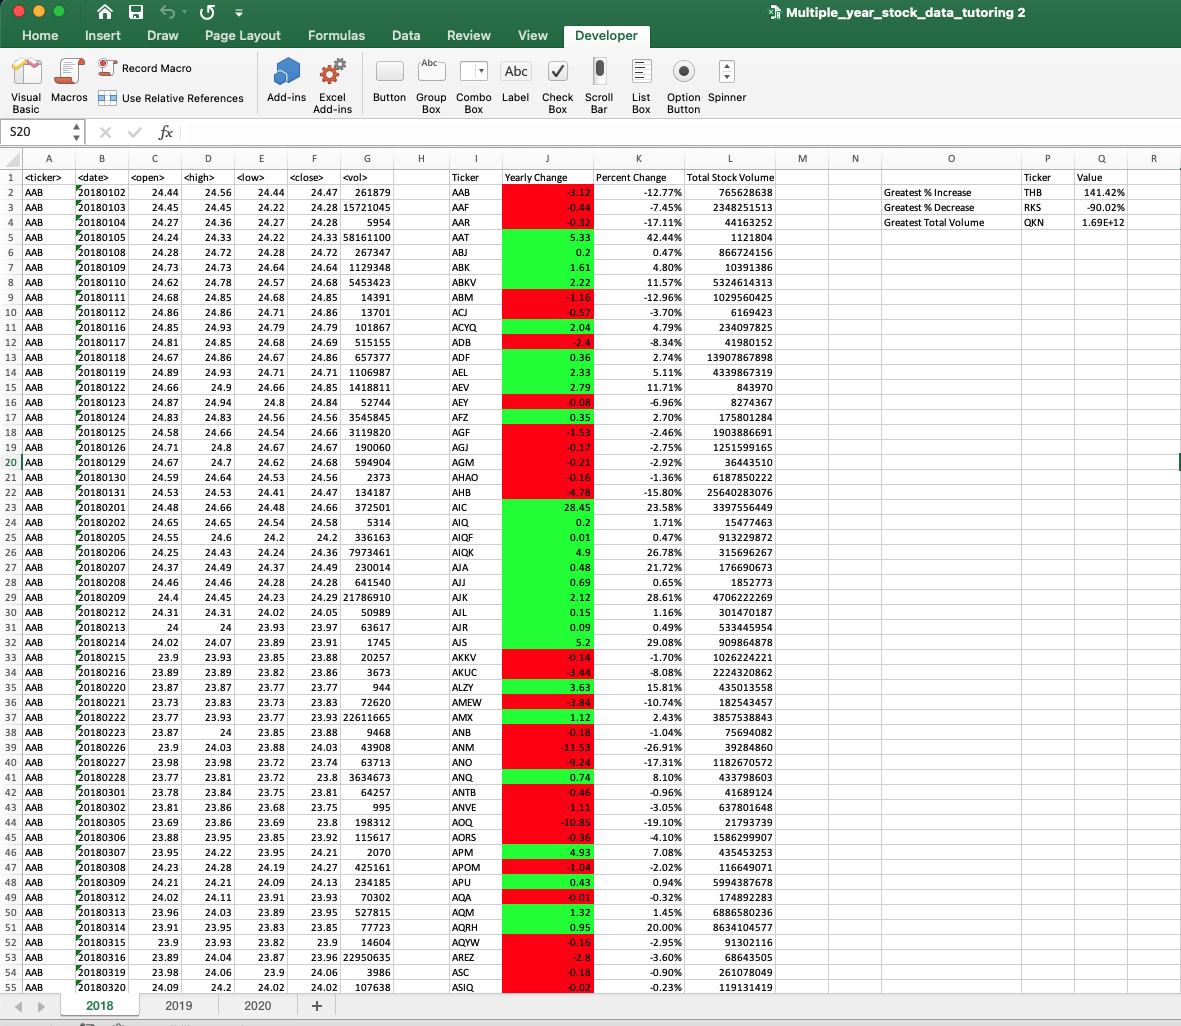 Multiple_year_stock_data_tutoring 2
Home Insert Draw Page Layout Formulas Data Review View Developer
Visual Basic Macros Record Macro Use Relative References Add-ins Excel Add-ins Button Group Box Combo Box Label Check Box Scroll Bar List Box Option Button Spinner
Abc Abc
S20 fx
A B C D E F G H I J K L M N O P Q R
1 <ticker> <date> <open> <high> <low> <close> <vol> Ticker Yearly Change Percent Change Total Stock Volume Ticker Value
2 AAB 20180102 24.44 24.56 24.44 24.47 261879 AAB -3.12 -12.77% 765628638 Greatest % Increase THB 141.42%
3 AAB 20180103 24.45 24.45 24.22 24.28 15721045 AAF -0.44 -7.45% 2348251513 Greatest % Decrease RKS -90.02%
4 AAB 20180104 24.27 24.36 24.27 24.28 5954 AAR -0.32 -17.11% 44163252 Greatest Total Volume QKN 1.69E+12
5 AAB 20180105 24.24 24.33 24.22 24.33 58161100 AAT 5.33 42.44% 1121804
6 AAB 20180108 24.28 24.72 24.28 24.72 267347 ABJ 0.2 0.47% 866724156
7 AAB 20180109 24.73 24.73 24.64 24.64 1129348 ABK 1.61 4.80% 10391386
8 AAB 20180110 24.62 24.78 24.57 24.68 5453423 ABKV 2.22 11.57% 5324614313
9 AAB 20180111 24.68 24.85 24.68 24.85 14391 ABM -1.16 -12.96% 1029560425
10 AAB 20180112 24.86 24.86 24.71 24.86 13701 ACJ -0.57 -3.70% 6169423
11 AAB 20180116 24.85 24.93 24.79 24.79 101867 ACYQ 2.04 4.79% 234097825
12 AAB 20180117 24.81 24.85 24.68 24.69 515155 ADB -2.4 -8.34% 41980152
13 AAB 20180118 24.67 24.86 24.67 24.86 657377 ADF 0.36 2.74% 13907867898
14 AAB 20180119 24.89 24.93 24.71 24.71 1106987 AEL 2.33 5.11% 4339867319
15 AAB 20180122 24.66 24.9 24.66 24.85 1418811 AEV 2.79 11.71% 843970
16 AAB 20180123 24.87 24.94 24.8 24.84 52744 AEY -0.08 -6.96% 8274367
17 AAB 20180124 24.83 24.83 24.56 24.56 3545845 AFZ 0.35 2.70% 175801284
18 AAB 20180125 24.58 24.66 24.54 24.66 3119820 AGF -1.53 -2.46% 1903886691
19 AAB 20180126 24.71 24.8 24.67 24.67 190060 AGJ -0.17 -2.75% 1251599165
20 AAB 20180129 24.67 24.7 24.62 24.68 594904 AGM -0.21 -2.92% 36443510
21 AAB 20180130 24.59 24.64 24.53 24.56 2373 AHAO -0.16 -1.36% 6187850222
22 AAB 20180131 24.53 24.53 24.41 24.47 134187 AHB -4.78 -15.80% 25640283076
23 AAB 20180201 24.48 24.66 24.48 24.66 372501 AIC 28.45 23.58% 3397556449
24 AAB 20180202 24.65 24.65 24.54 24.58 5314 AIQ 0.2 1.71% 15477463
25 AAB 20180205 24.55 24.6 24.2 24.2 336163 AIQF 0.01 0.47% 913229872
26 AAB 20180206 24.25 24.43 24.24 24.36 7973461 AIQK 4.9 26.78% 315696267
27 AAB 20180207 24.37 24.49 24.37 24.49 230014 AJA 0.48 21.72% 176690673
28 AAB 20180208 24.46 24.46 24.28 24.28 641540 AJJ 0.69 0.65% 1852773
29 AAB 20180209 24.4 24.45 24.23 24.29 21786910 AJK 2.12 28.61% 4706222269
30 AAB 20180212 24.31 24.31 24.02 24.05 50989 AJL 0.15 1.16% 301470187
31 AAB 20180213 24 24 23.93 23.97 63617 AJR 0.09 0.49% 533445954
32 AAB 20180214 24.02 24.07 23.89 23.91 1745 AJS 5.2 29.08% 909864878
33 AAB 20180215 23.9 23.93 23.85 23.88 20257 AKKV -0.14 -1.70% 1026224221
34 AAB 20180216 23.89 23.89 23.82 23.86 3673 AKUC -3.44 -8.08% 2224320862
35 AAB 20180220 23.87 23.87 23.77 23.77 944 ALZY 3.63 15.81% 435013558
36 AAB 20180221 23.73 23.83 23.73 23.83 72620 AMEW -3.84 -10.74% 182543457
37 AAB 20180222 23.77 23.93 23.77 23.93 22611665 AMX 1.12 2.43% 3857538843
38 AAB 20180223 23.87 24 23.85 23.88 9468 ANB -0.18 -1.04% 75694082
39 AAB 20180226 23.9 24.03 23.88 24.03 43908 ANM -11.53 -26.91% 39284860
40 AAB 20180227 23.98 23.98 23.72 23.74 63713 ANO -9.24 -17.31% 1182670572
41 AAB 20180228 23.77 23.81 23.72 23.8 3634673 ANQ 0.74 8.10% 433798603
42 AAB 20180301 23.78 23.84 23.75 23.81 64257 ANTB -0.46 -0.96% 41689124
43 AAB 20180302 23.81 23.86 23.68 23.75 995 ANVE -1.11 -3.05% 637801648
44 AAB 20180305 23.69 23.86 23.69 23.8 198312 AOQ -10.85 -19.10% 21793739
45 AAB 20180306 23.88 23.95 23.85 23.92 115617 AORS -0.36 -4.10% 1586299907
46 AAB 20180307 23.95 24.22 23.95 24.21 2070 APM 4.93 7.08% 435453253
47 AAB 20180308 24.23 24.28 24.19 24.27 425161 APOM -1.04 -2.02% 116649071
48 AAB 20180309 24.21 24.21 24.09 24.13 234185 APU 0.43 0.94% 5994387678
49 AAB 20180312 24.02 24.11 23.91 23.93 70302 AQA -0.01 -0.32% 174892283
50 AAB 20180313 23.96 24.03 23.89 23.95 527815 AQM 1.32 1.45% 6886580236
51 AAB 20180314 23.91 23.95 23.83 23.85 77723 AQRH 0.95 20.00% 8634104577
52 AAB 20180315 23.9 23.93 23.82 23.9 14604 AQYW -0.16 -2.95% 91302116
53 AAB 20180316 23.89 24.04 23.87 23.96 22950635 AREZ -2.8 -3.60% 68643505
54 AAB 20180319 23.98 24.06 23.9 24.06 3986 ASC -0.18 -0.90% 261078049
55 AAB 20180320 24.09 24.2 24.02 24.02 107638 ASIQ -0.02 -0.23% 119131419
2018 2019 2020 +